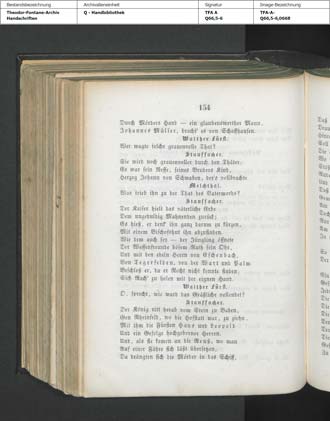 Bestandsbezeichnung
Theodor-Fontane-Archiv
Handschriften
Archivalieneinheit
Q - Handbibliothek
Signatur
TFA A
Q66,5-6
Image-Bezeichnung
TFA-A-
Q66,5-6,0668
154
Durch Mörders Hand — ein glaubenswerther Mann,
Johannes Müller, bracht' es von Schafhausen.
Walther Fürst.
Wer wagte solche grauenvolle That?
Stauffacher.
Sie wird noch grauenvoller durch den Thäter.
Es war sein Neffe, seines Bruders Kind,
Herzog Johann von Schwaben, der's vollbrachte.
Melchthal.
Was trieb ihn zu der That des Vatermords?
Stauffacher.
Der Kaiser hielt das väterliche Erbe
Dem ungeduldig Mahnenden zurück;
Es hieß, er denk' ihn ganz darum zu kürzen,
Mit einem Bischofshut ihn abzufinden.
Wie dem auch sey — der Jüngling öffnete
Der Waffenfreunde bösem Rath sein Ohr,
Und mit den edeln Herren von Eschenbach,
Von Tegerfelden, von der Wart und Palm
Beschloß er, da er Recht nicht konnte finden,
Sich Rach' zu holen mit der eignen Hand.
Walther Fürst.
O, sprecht, wie ward das Gräßliche vollendet?
Stauffacher.
Der König ritt herab vom Stein zu Baden,
Gen Rheinfeld, wo die Hofstatt war, zu ziehn,
Mit ihm die Fürsten Hans und Leopold
Und ein Gefolge hochgeborner Herren.
Und, als sie kamen an die Reuß, wo man
Auf einer Fähre sich läßt übersetzen,
Da drängten sich die Mörder in das Schiff,